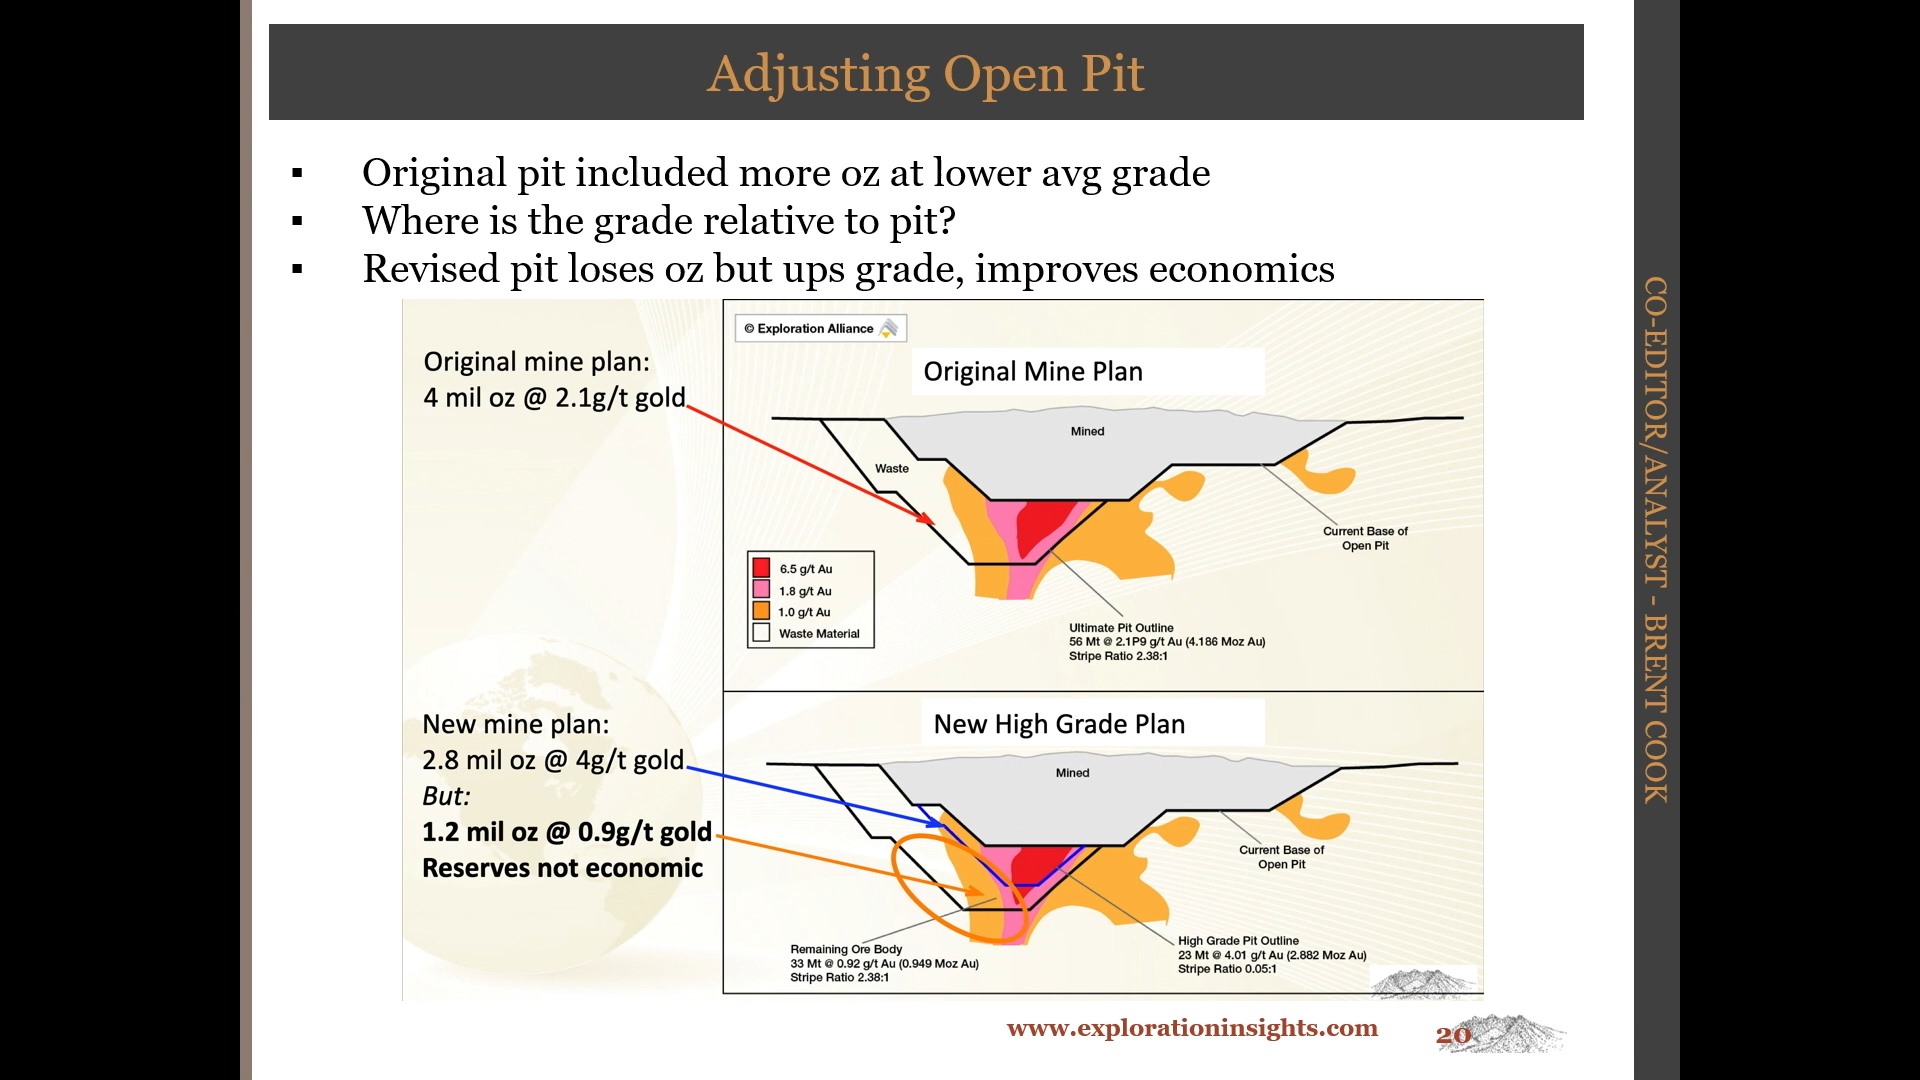 Adjusting Open Pit
▪ Original pit included more oz at lower avg grade
▪ Where is the grade relative to pit?
▪ Revised pit loses oz but ups grade, improves economics
© Exploration Alliance
Original mine plan:
4 mil oz @ 2.1g/t gold
Original Mine Plan
Mined
Waste
Current Base of
Open Pit
6.5 g/t Au
1.8 g/t Au
1.0 g/t Au
Waste Material
Ultimate Pit Outline
56 Mt @ 2.1P9 g/t Au (4.186 Moz Au)
Stripe Ratio 2.38:1
New mine plan:
2.8 mil oz @ 4g/t gold
But:
1.2 mil oz @ 0.9g/t gold
Reserves not economic
New High Grade Plan
Mined
Current Base of
Open Pit
Remaining Ore Body
33 Mt @ 0.92 g/t Au (0.949 Moz Au)
Stripe Ratio 2.38:1
High Grade Pit Outline
23 Mt @ 4.01 g/t Au (2.882 Moz Au)
Stripe Ratio 0.05:1
www.explorationinsights.com
20
CO-EDITOR/ANALYST - BRENT COOK